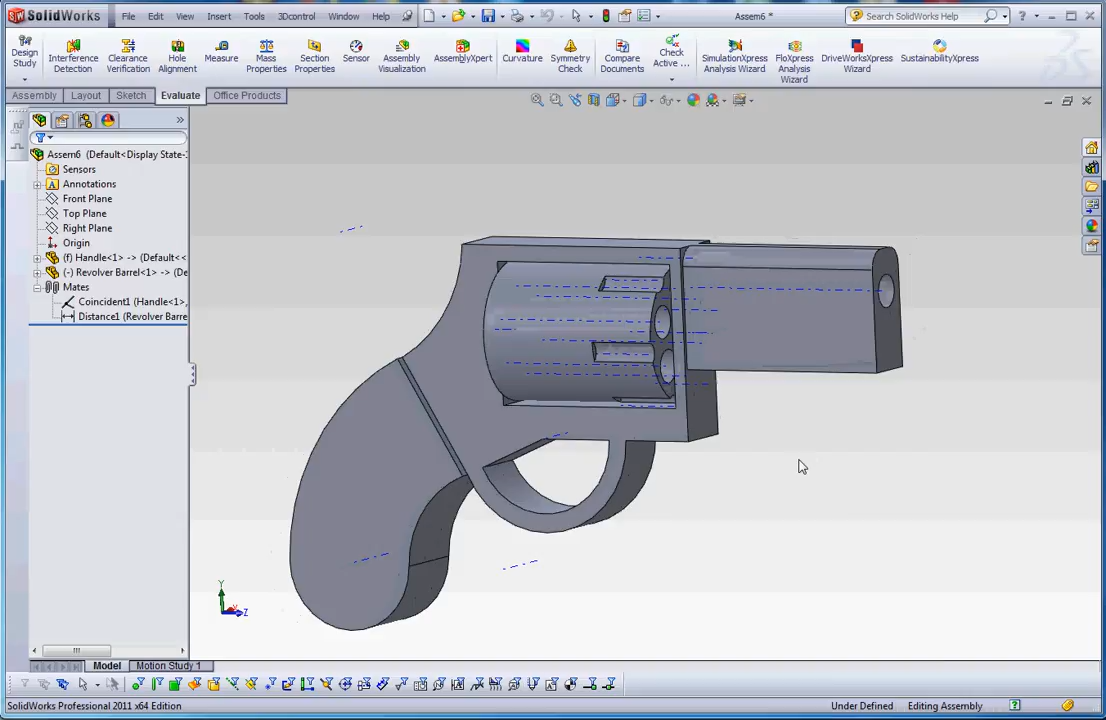 SolidWorks File Edit View Insert Tools 3Dcontrol Window Help Assem6 * Search SolidWorks Help
Design Study
Interference Detection
Clearance Verification
Hole Alignment
Measure
Mass Properties
Section Properties
Sensor
Assembly Visualization
AssemblyXpert
Curvature
Symmetry Check
Compare Documents
Check Active ...
SimulationXpress Analysis Wizard
FloXpress Analysis Wizard
DriveWorksXpress Wizard
SustainabilityXpress
Assembly Layout Sketch Evaluate Office Products
Assem6 (Default<Display State-
Sensors
Annotations
Front Plane
Top Plane
Right Plane
Origin
(f) Handle<1> -> (Default<<
(-) Revolver Barrel<1> -> (De
Mates
Coincident1 (Handle<1>,
Distance1 (Revolver Barre
Y
Z
Model Motion Study 1
SolidWorks Professional 2011 x64 Edition Under Defined Editing Assembly